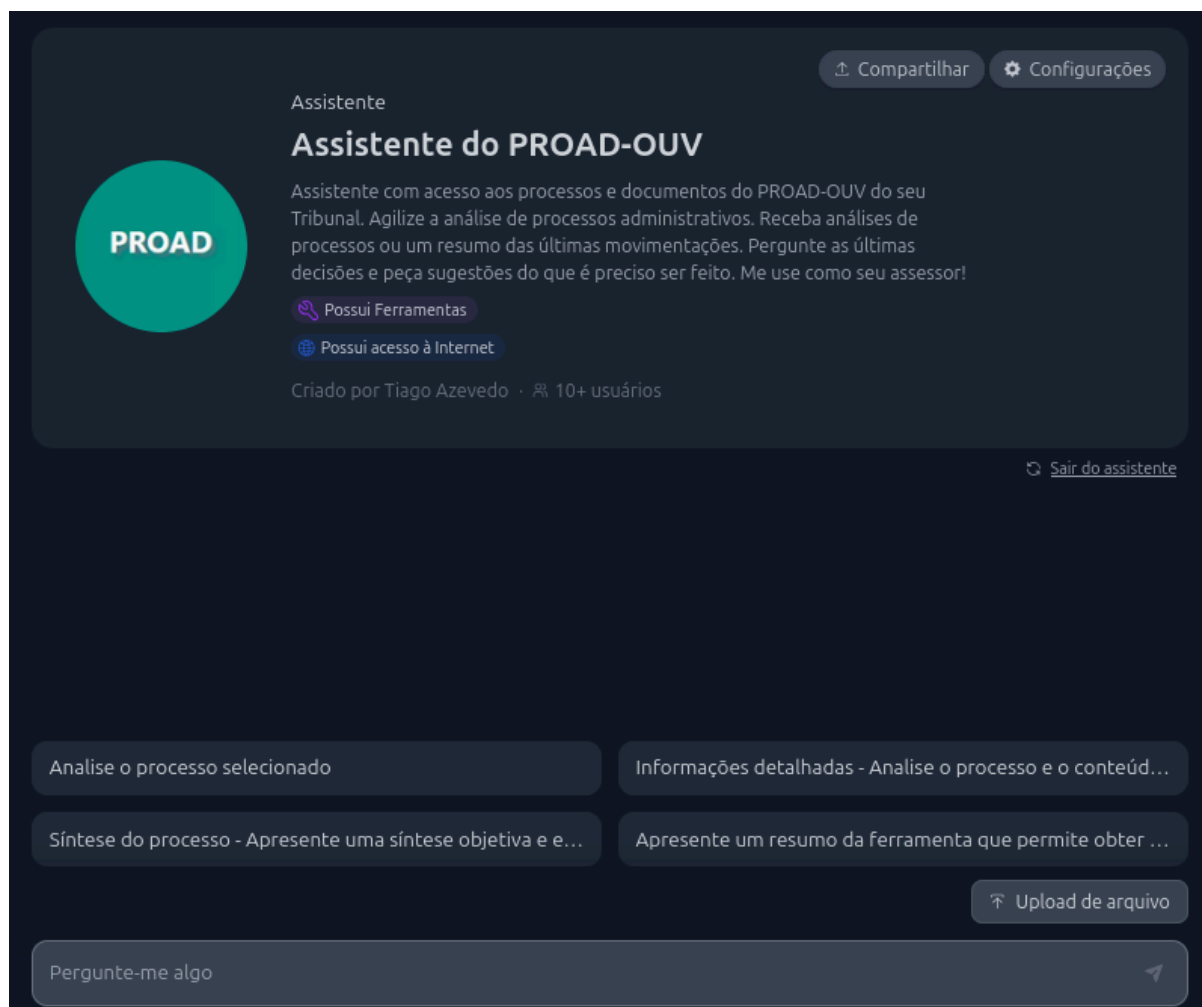 Compartilhar
Configurações
Assistente
Assistente do PROAD-OUV
PROAD
Assistente com acesso aos processos e documentos do PROAD-OUV do seu
Tribunal. Agilize a análise de processos administrativos. Receba análises de
processos ou um resumo das últimas movimentações. Pergunte as últimas
decisões e peça sugestões do que é preciso ser feito. Me use como seu assessor!
Possui Ferramentas
Possui acesso à Internet
Criado por Tiago Azevedo · 10+ usuários
Sair do assistente
Analise o processo selecionado
Informações detalhadas - Analise o processo e o conteúd...
Síntese do processo - Apresente uma síntese objetiva e e...
Apresente um resumo da ferramenta que permite obter ...
Upload de arquivo
Pergunte-me algo